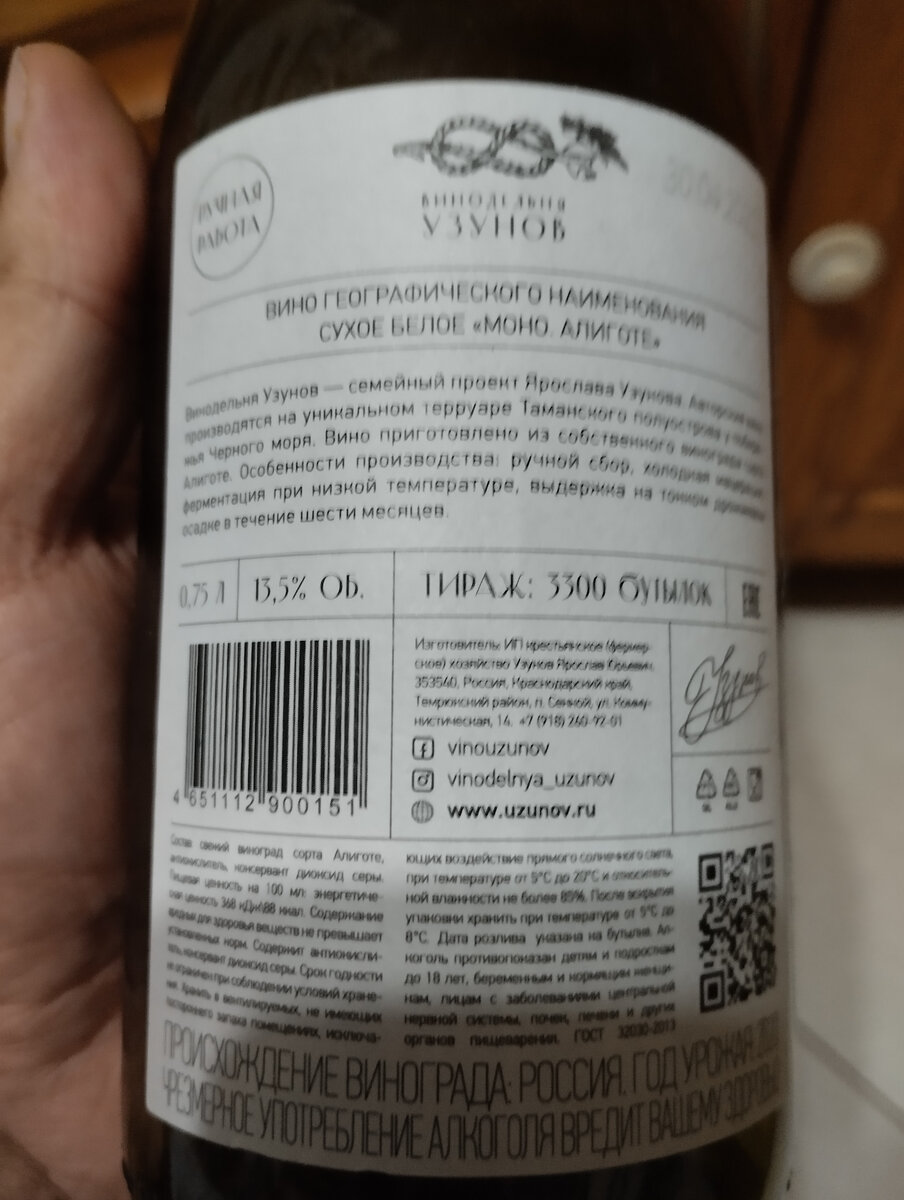 РУЧНАЯ
РАБОТА
ВИНОДЕЛЬНЯ
УЗУНОВ
ВИНО ГЕОГРАФИЧЕСКОГО НАИМЕНОВАНИЯ
СУХОЕ БЕЛОЕ «МОНО. АЛИГОТЕ»
Винодельня Узунов — семейный проект Ярослава Узунова. Авторские вина
производятся на уникальном терруаре Таманского полуострова у
Черного моря. Вино приготовлено из собственного винограда
Алиготе. Особенности производства: ручной сбор, холодная мацерация,
ферментация при низкой температуре, выдержка на тонком дрожжевом
осадке в течение шести месяцев.
0,75 Л
13,5% ОБ.
ТИРАЖ: 3300 БУТЫЛОК
EAC
Изготовитель: ИП крестьянское (фермер-
ское) хозяйство Узунов Ярослав Юрьевич,
353540, Россия, Краснодарский край,
Темрюкский район, п. Сенной, ул. Комму-
нистическая, 14. +7 (918) 240-92-01
vinouzunov
vinodelnya_uzunov
www.uzunov.ru
4 651112 900151
Состав: свежий виноград сорта Алиготе,
антиокислитель, консервант диоксид серы.
Пищевая ценность на 100 мл: энергетиче-
ская ценность 368 кДж\88 ккал. Содержание
вредных для здоровья веществ не превышает
установленных норм. Содержит антиокисли-
тель, консервант диоксид серы. Срок годности
не ограничен при соблюдении условий хране-
ния. Хранить в вентилируемых, не имеющих
постороннего запаха помещениях, исключа-
ющих воздействие прямого солнечного света,
при температуре от 5°С до 20°С и относитель-
ной влажности не более 85%. После вскрытия
упаковки хранить при температуре от 5°С до
8°С. Дата розлива указана на бутылке. Ал-
коголь противопоказан детям и подросткам
до 18 лет, беременным и кормящим женщи-
нам, лицам с заболеваниями центральной
нервной системы, почек, печени и других
органов пищеварения. ГОСТ 32030-2013
ПРОИСХОЖДЕНИЕ ВИНОГРАДА: РОССИЯ. ГОД УРОЖАЯ
ЧРЕЗМЕРНОЕ УПОТРЕБЛЕНИЕ АЛКОГОЛЯ ВРЕДИТ ВАШЕМУ ЗДОРОВЬЮ